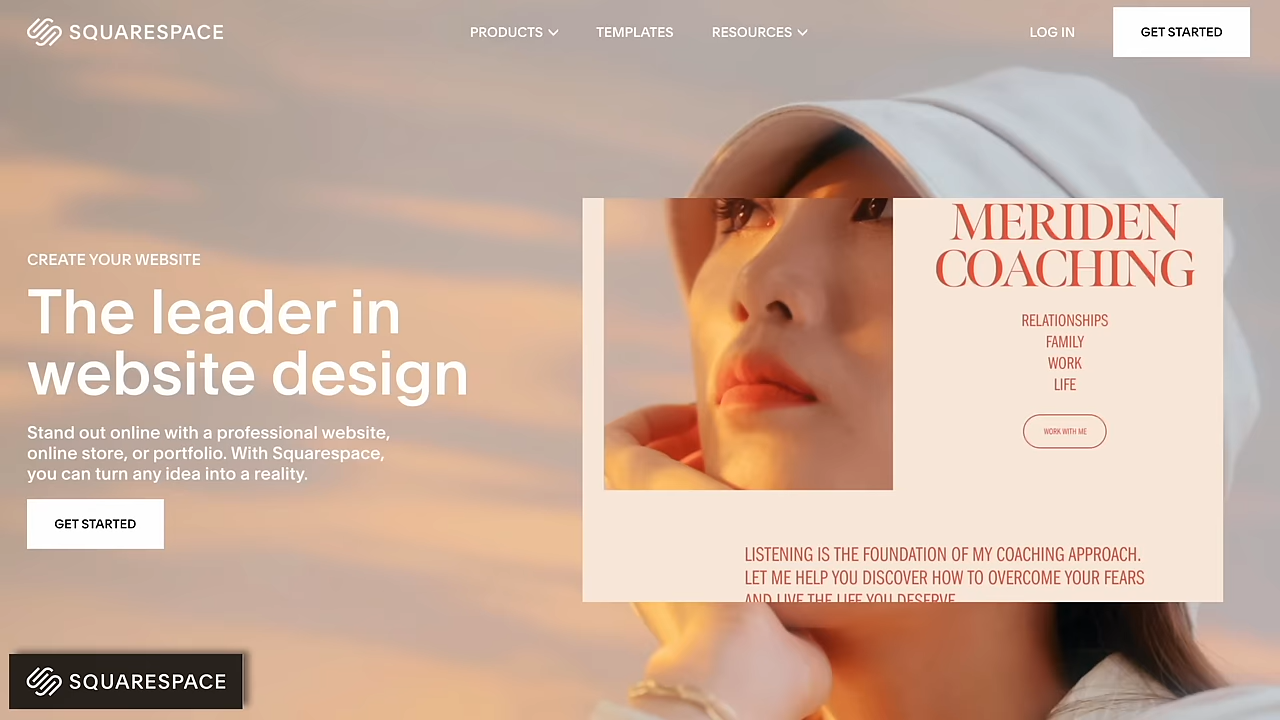 SQUARESPACE
PRODUCTS
TEMPLATES
RESOURCES
LOG IN
GET STARTED
CREATE YOUR WEBSITE
The leader in
website design
Stand out online with a professional website,
online store, or portfolio. With Squarespace,
you can turn any idea into a reality.
GET STARTED
MERIDEN
COACHING
RELATIONSHIPS
FAMILY
WORK
LIFE
WORK WITH ME
LISTENING IS THE FOUNDATION OF MY COACHING APPROACH.
LET ME HELP YOU DISCOVER HOW TO OVERCOME YOUR FEARS
AND LIVE THE LIFE YOU DESERVE
SQUARESPACE